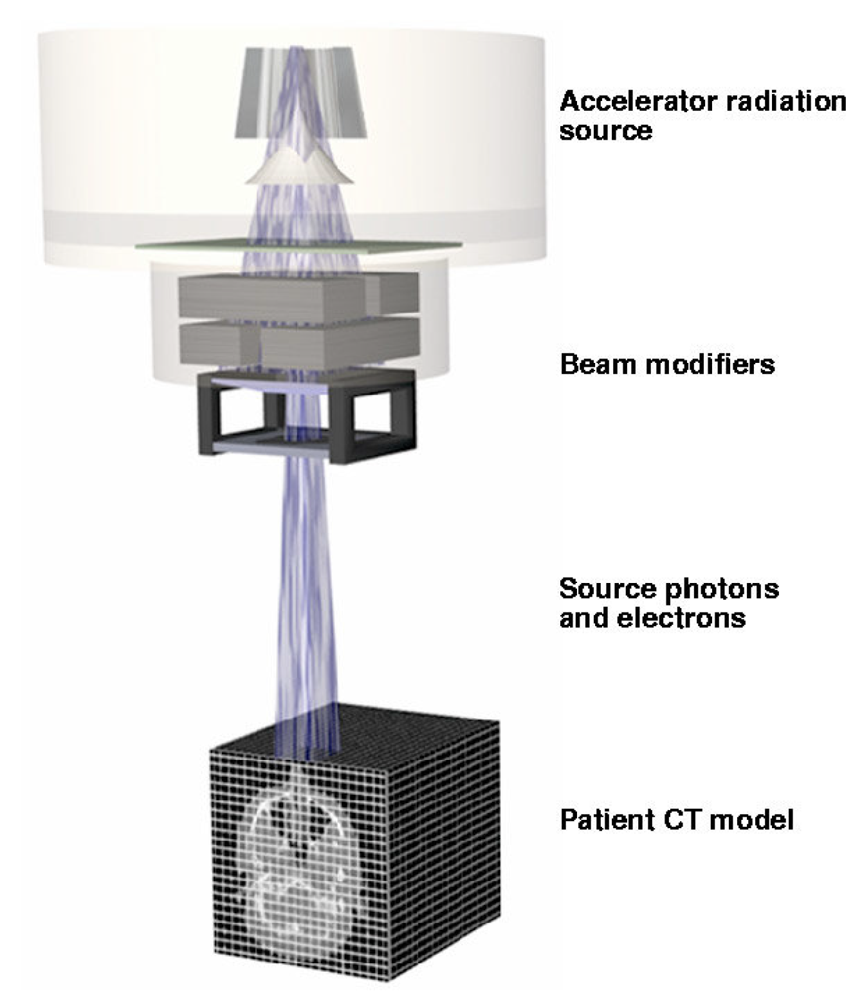 Accelerator radiation
source
Beam modifiers
Source photons
and electrons
Patient CT model